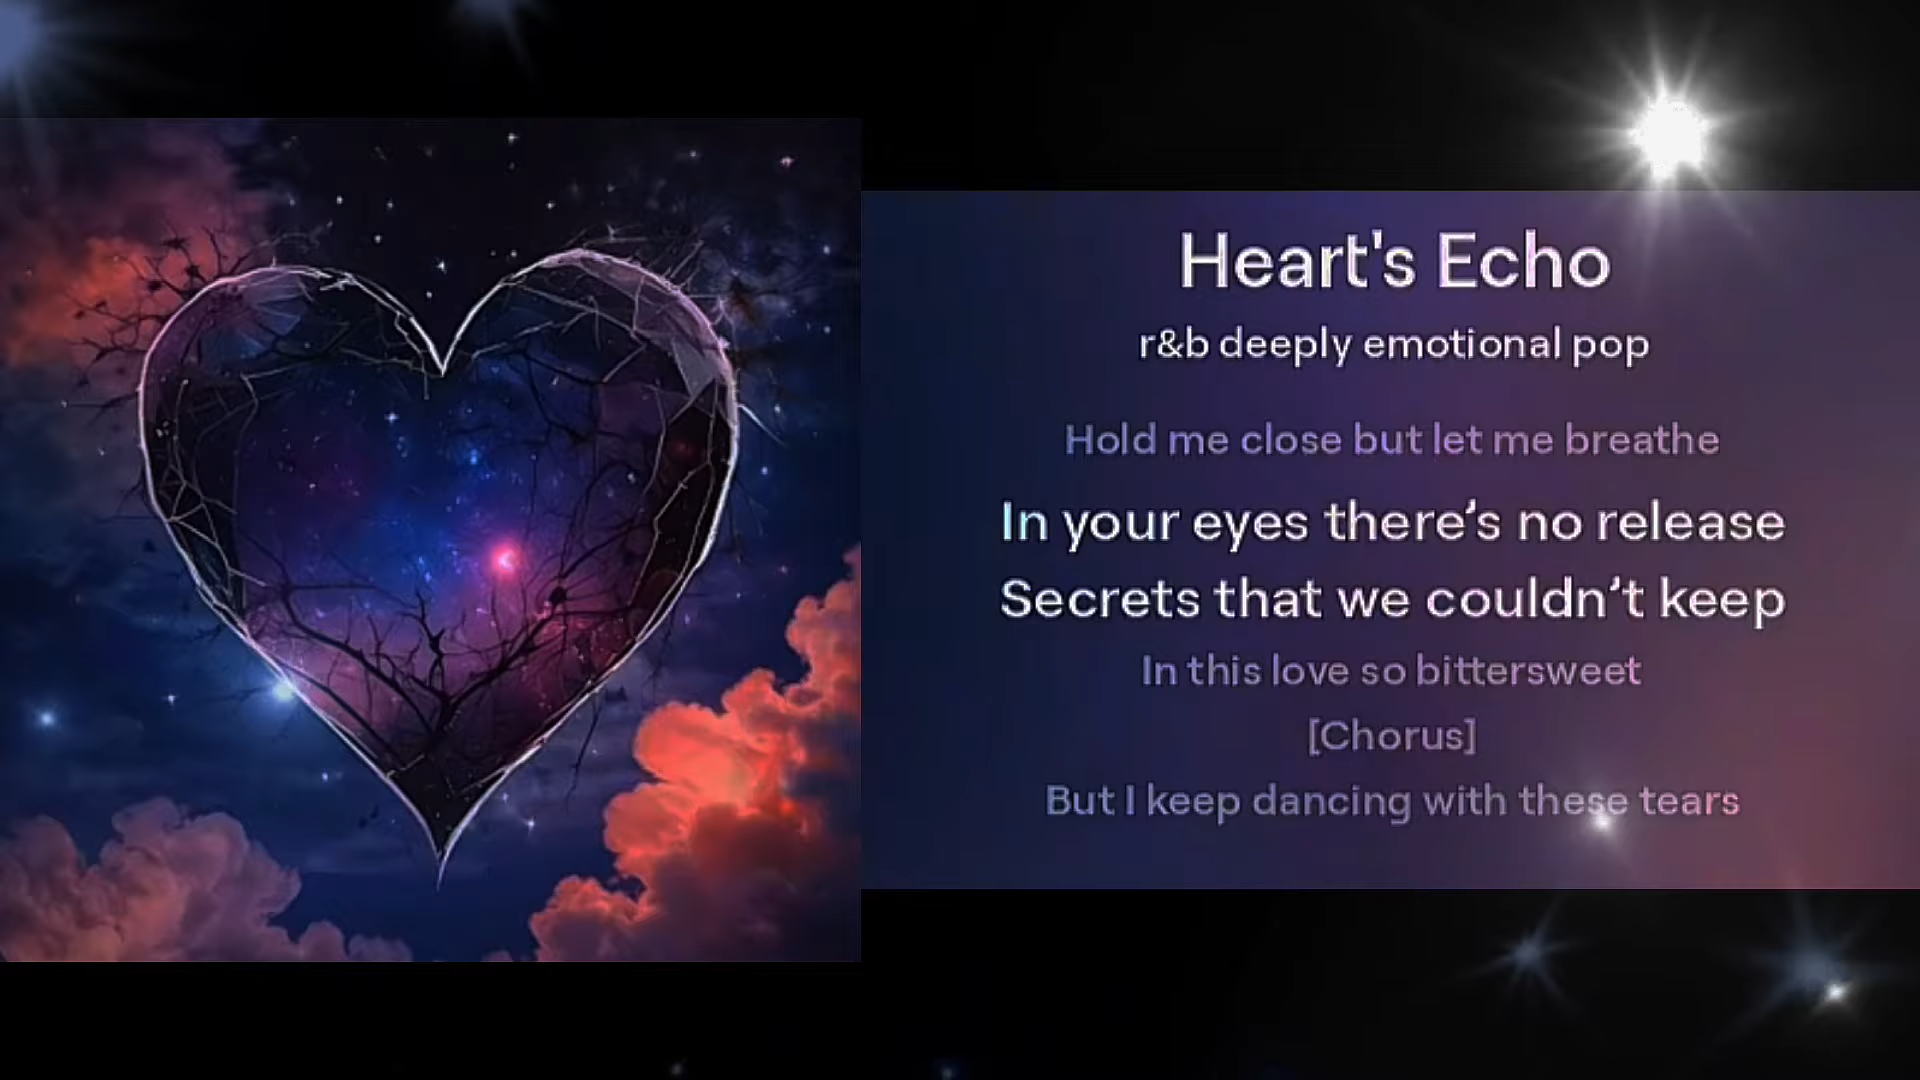 Heart's Echo
r&b deeply emotional pop
Hold me close but let me breathe
In your eyes there’s no release
Secrets that we couldn’t keep
In this love so bittersweet
[Chorus]
But I keep dancing with these tears